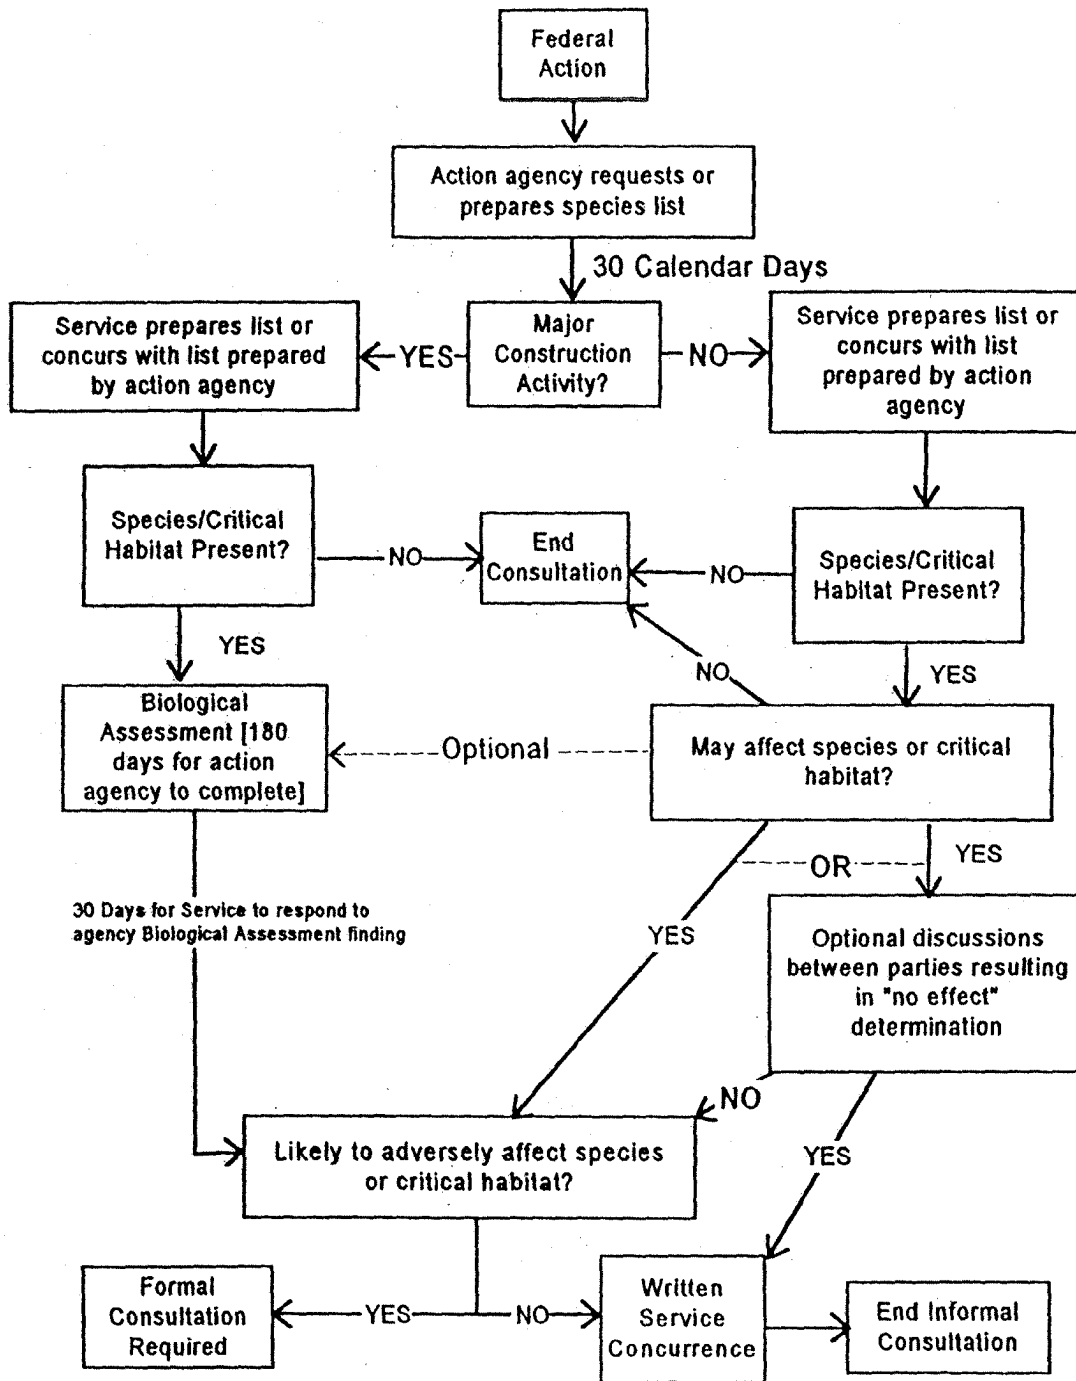 Federal
Action
Action agency requests or
prepares species list
30 Calendar Days
Service prepares list or
concurs with list prepared
by action agency
YES
Major
Construction
Activity?
NO
Service prepares list or
concurs with list
prepared by action
agency
Species/Critical
Habitat Present?
NO
End
Consultation
NO
Species/Critical
Habitat Present?
YES
NO
YES
Biological
Assessment [180
days for action
agency to complete]
Optional
May affect species or critical
habitat?
OR
YES
30 Days for Service to respond to
agency Biological Assessment finding
YES
Optional discussions
between parties resulting
in "no effect"
determination
NO
YES
Likely to adversely affect species
or critical habitat?
Formal
Consultation
Required
YES
NO
Written
Service
Concurrence
End Informal
Consultation